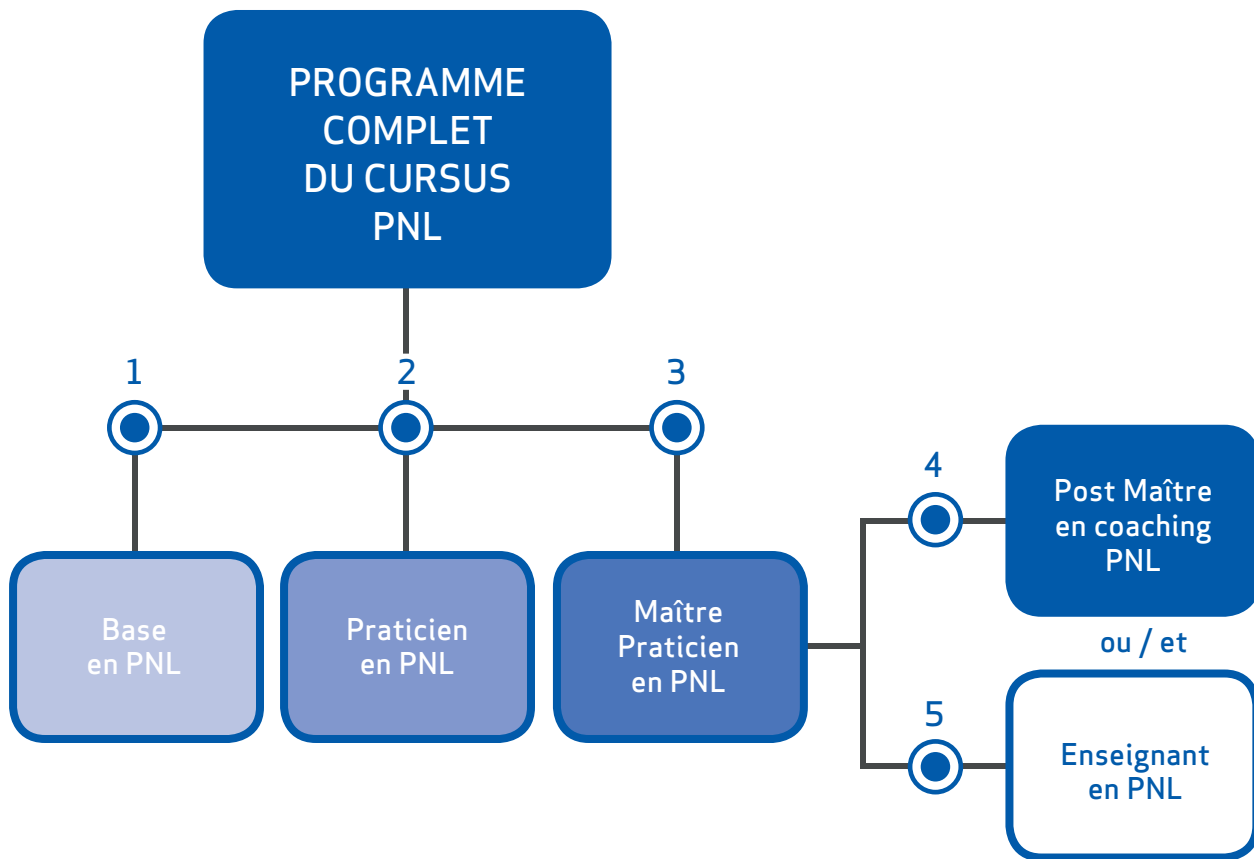 PROGRAMME
COMPLET
DU CURSUS
PNL
1
2
3
Base
en PNL
Praticien
en PNL
Maître
Praticien
en PNL
4
Post Maître
en coaching
PNL
ou / et
5
Enseignant
en PNL